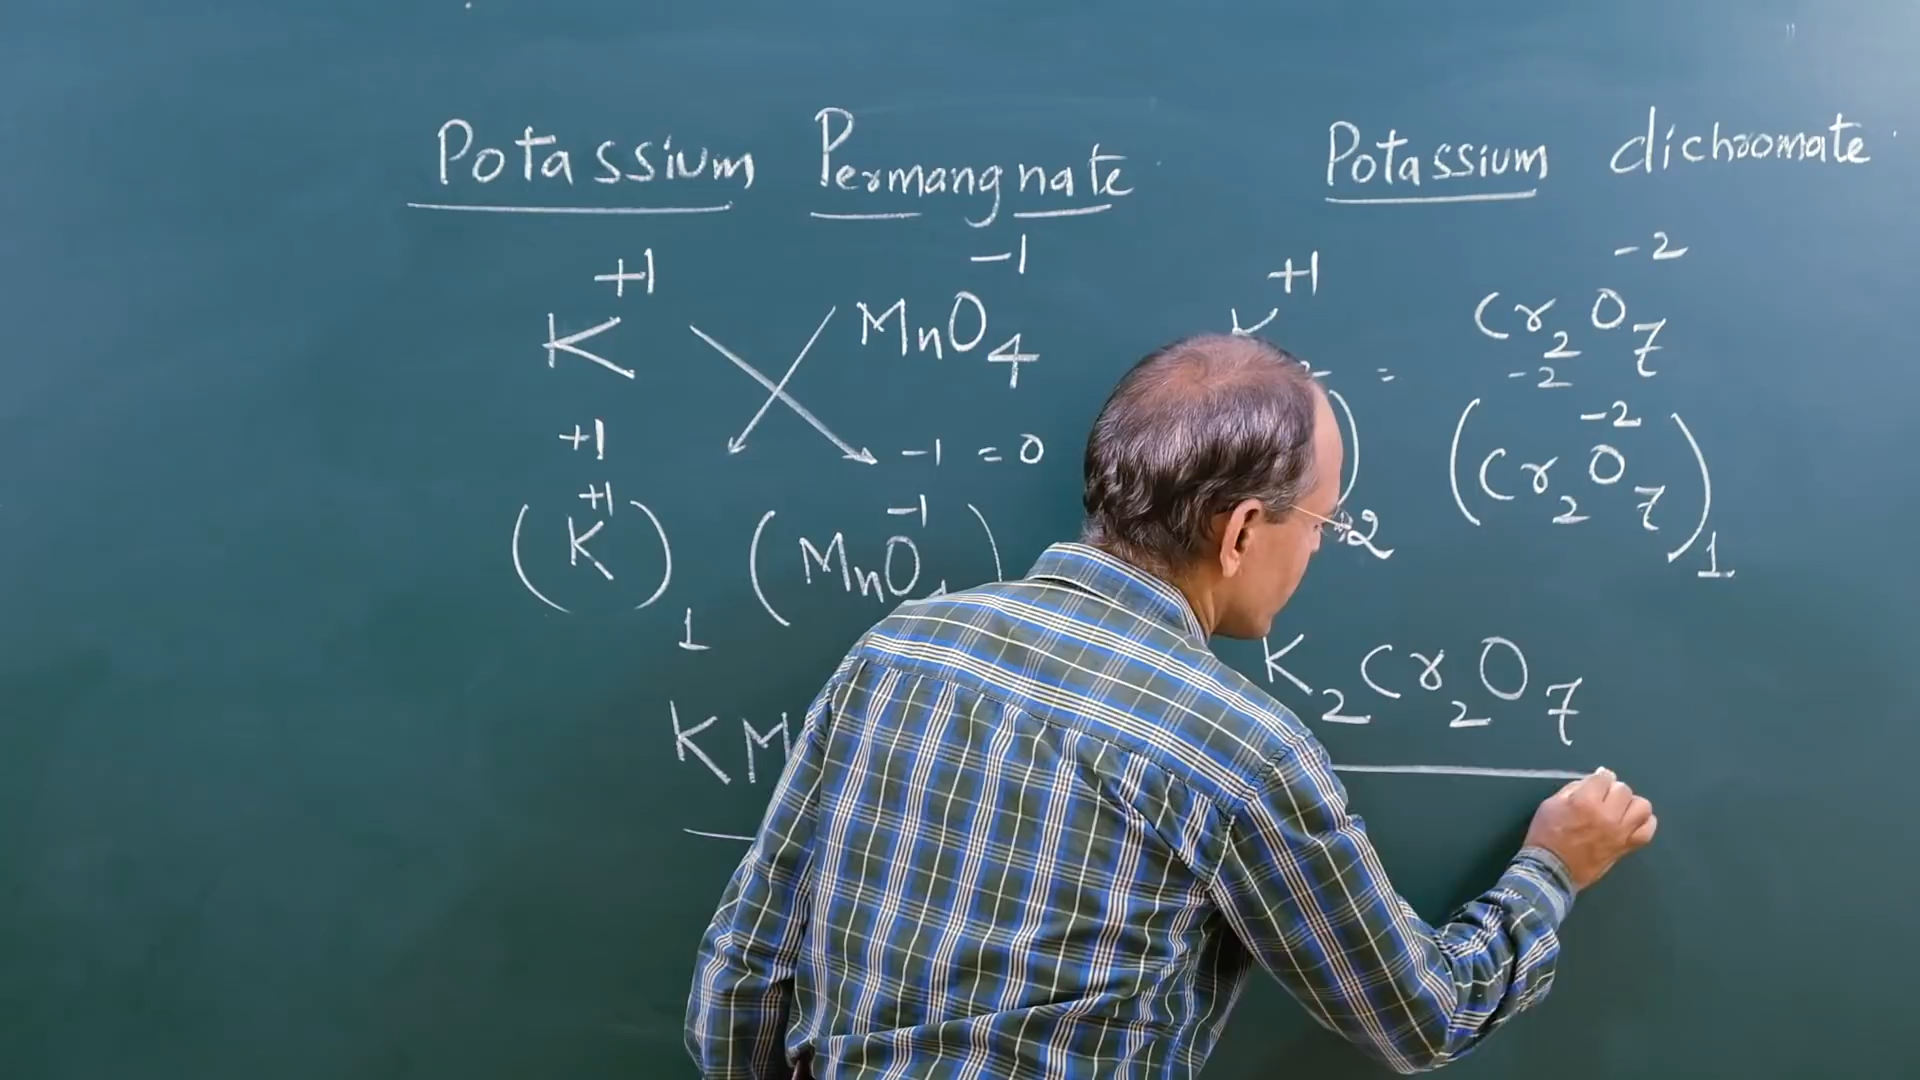 Potassium Permangnate
K⁺¹ MnO₄⁻¹
+1 -1 = 0
(K⁺¹)₁ (MnO
KM
Potassium dichromate
+1 Cr₂O₇⁻²
= -2
)₂ (Cr₂O₇⁻²)₁
K₂Cr₂O₇